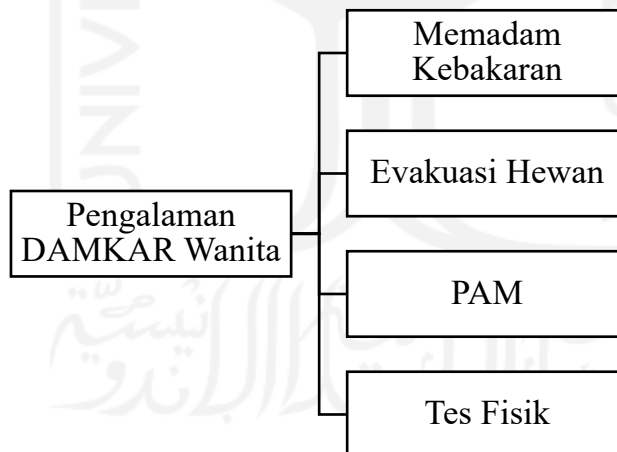 Memadam
Kebakaran
Evakuasi Hewan
Pengalaman
DAMKAR Wanita
PAM
Tes Fisik